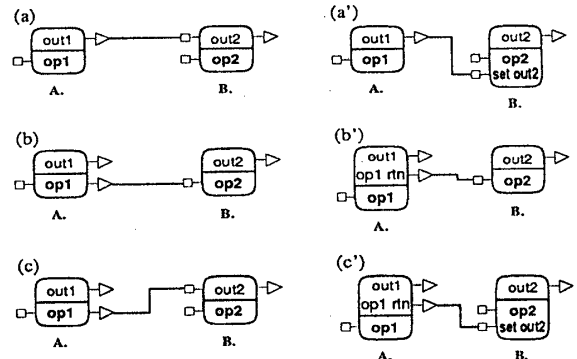 (a)
out1
op1
A.
out2
op2
B.
(a')
out1
op1
A.
out2
op2
set out2
B.
(b)
out1
op1
A.
out2
op2
B.
(b')
out1
op1 rtn
op1
A.
out2
op2
B.
(c)
out1
op1
A.
out2
op2
B.
(c')
out1
op1 rtn
op1
A.
out2
op2
set out2
B.